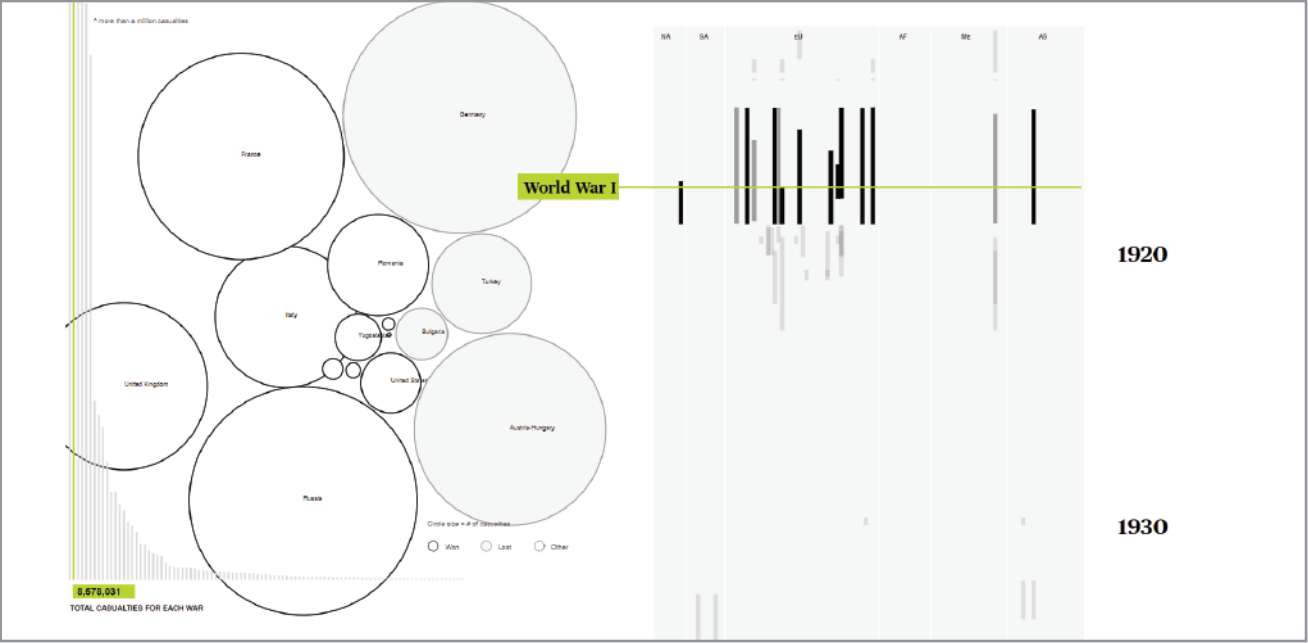 * more than a million casualties
NA
SA
EU
AF
ME
AS
Germany
France
World War I
1920
Romania
Turkey
Italy
Bulgaria
United Kingdom
United States
Austria-Hungary
Russia
Circle size = # of casualties
Won
Lost
Other
1930
8,578,031
TOTAL CASUALTIES FOR EACH WAR